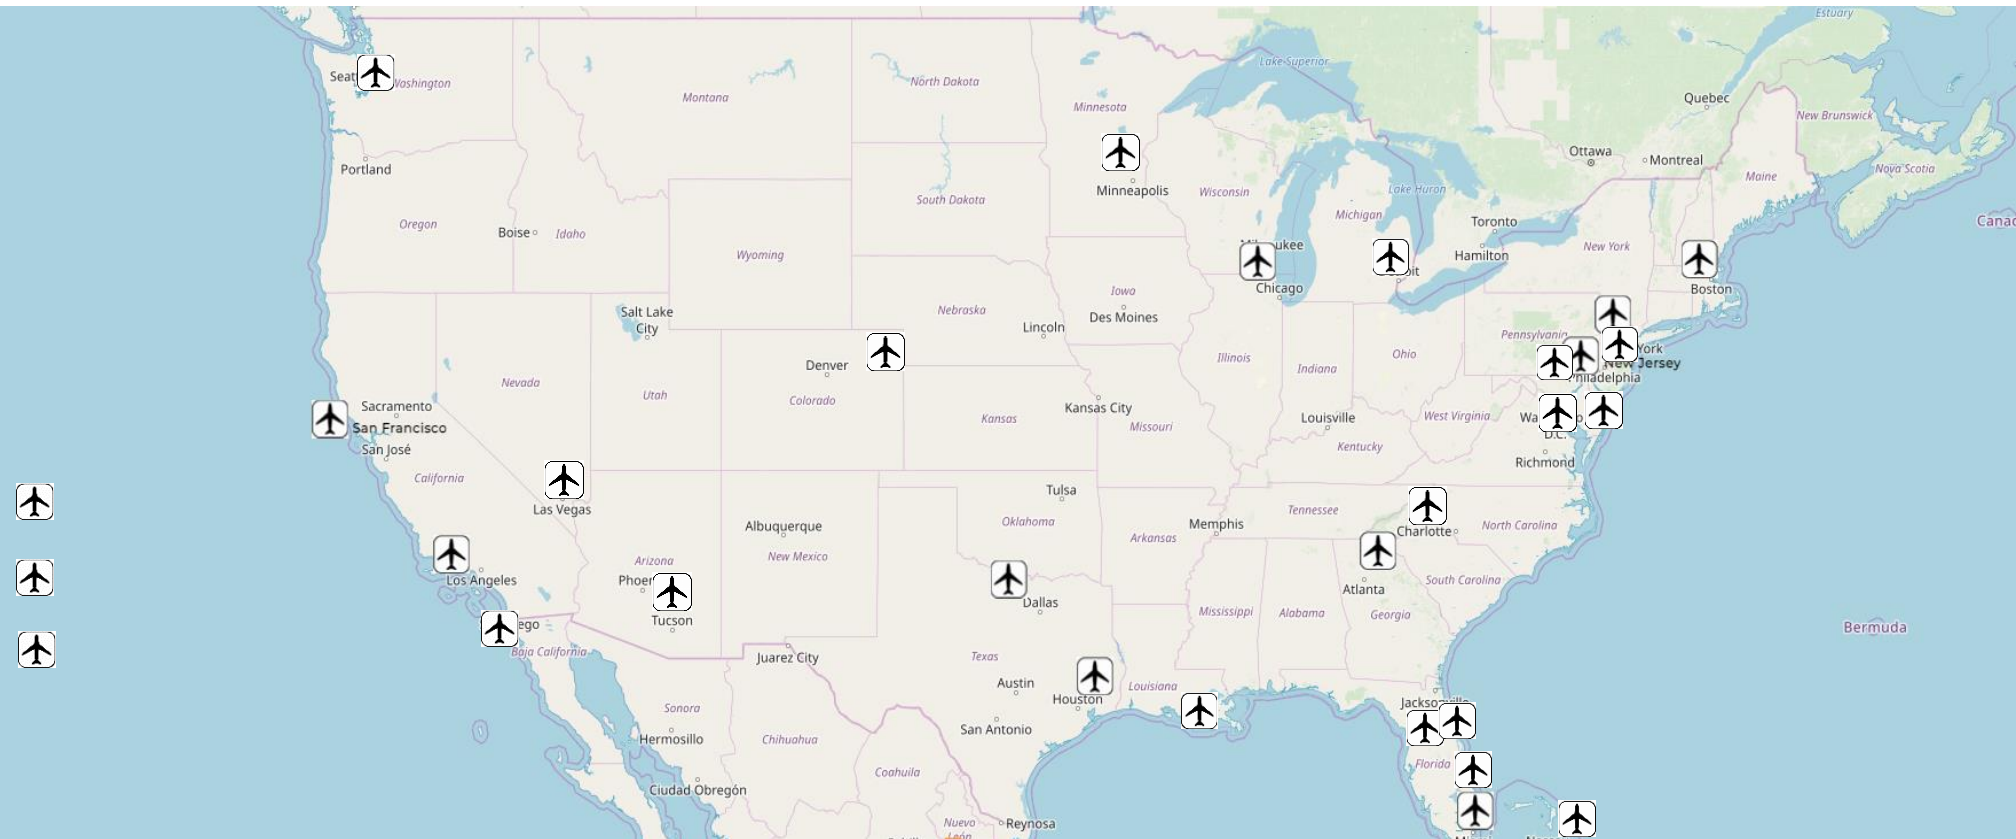 Estuary
Lake Superior
Seat
Washington
North Dakota
Montana
Minnesota
Quebec
New Brunswick
Portland
Ottawa
Montreal
Nova Scotia
Maine
Minneapolis
Wisconsin
Lake Huron
South Dakota
Michigan
Toronto
Oregon
Boise
Idaho
Canad
ukee
New York
Hamilton
Wyoming
oit
Chicago
Boston
Iowa
Salt Lake
City
Nebraska
Des Moines
Lincoln
Pennsylvania
York
Illinois
Ohio
New Jersey
Denver
Indiana
Philadelphia
Nevada
Utah
Colorado
Sacramento
Kansas City
San Francisco
Kansas
Louisville
West Virginia
Wa
D.C.
Missouri
Kentucky
San José
Richmond
California
Tulsa
Las Vegas
Tennessee
Albuquerque
Oklahoma
Memphis
North Carolina
Charlotte
New Mexico
Arkansas
Arizona
Los Angeles
Phoen
South Carolina
Atlanta
Dallas
Mississippi
Alabama
Georgia
Tucson
ego
Bermuda
Baja California
Juarez City
Texas
Austin
Louisiana
Houston
Sonora
Jacksonville
San Antonio
Hermosillo
Chihuahua
Florida
Coahuila
Ciudad Obregón
Nuevo
León
Reynosa